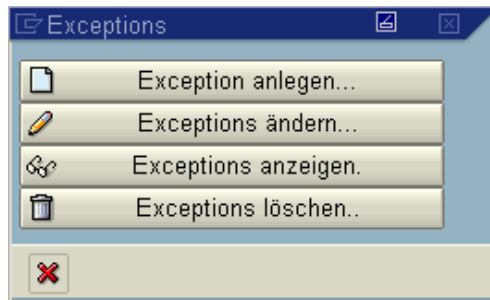 Exceptions
Exception anlegen...
Exceptions ändern...
Exceptions anzeigen.
Exceptions löschen..